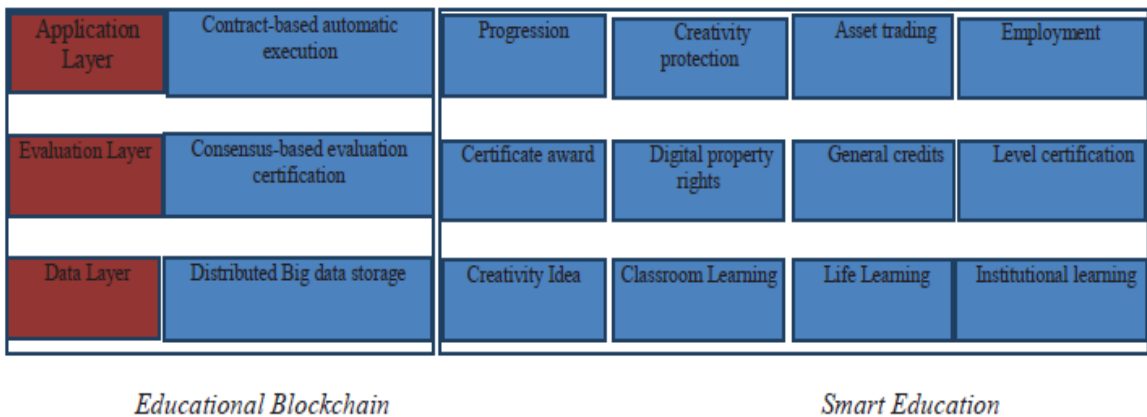 Application
Layer
Contract-based automatic
execution
Progression
Creativity
protection
Asset trading
Employment
Evaluation Layer
Consensus-based evaluation
certification
Certificate award
Digital property
rights
General credits
Level certification
Data Layer
Distributed Big data storage
Creativity Idea
Classroom Learning
Life Learning
Institutional learning
Educational Blockchain
Smart Education